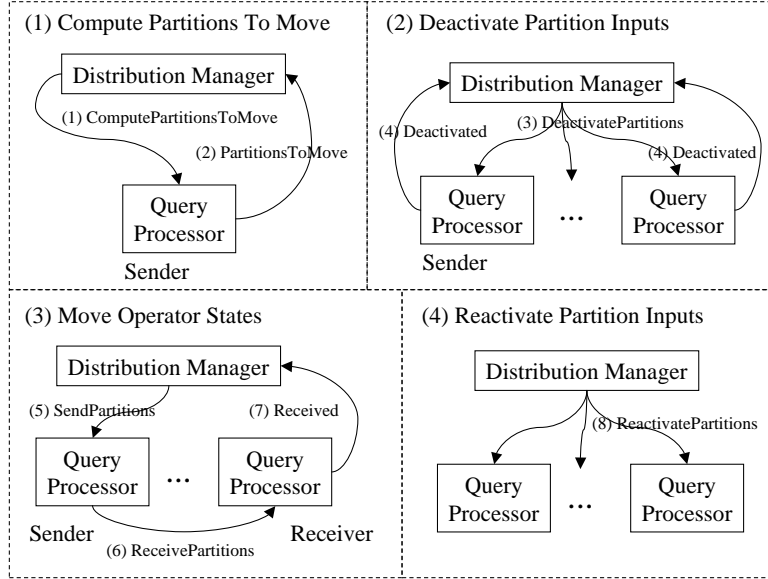 (1) Compute Partitions To Move
Distribution Manager
(1) ComputePartitionsToMove
(2) PartitionsToMove
Query
Processor
Sender
(2) Deactivate Partition Inputs
Distribution Manager
(3) DeactivatePartitions
(4) Deactivated
(4) Deactivated
Query
Processor
...
Query
Processor
Sender
(3) Move Operator States
Distribution Manager
(5) SendPartitions
(7) Received
Query
Processor
...
Query
Processor
Sender
Receiver
(6) ReceivePartitions
(4) Reactivate Partition Inputs
Distribution Manager
(8) ReactivatePartitions
Query
Processor
...
Query
Processor